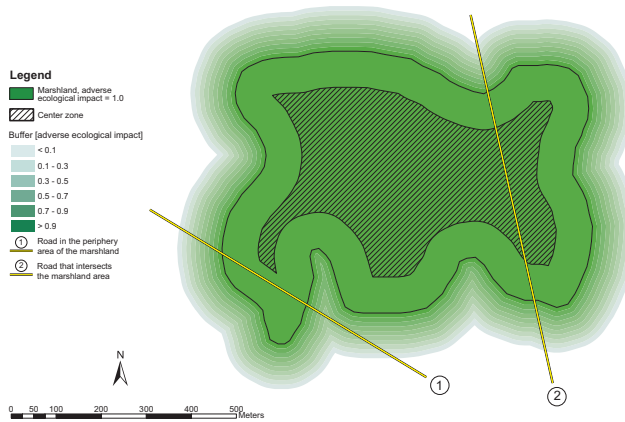 Legend
Marshland, adverse
ecological impact = 1.0
Center zone
Buffer [adverse ecological impact]
< 0.1
0.1 - 0.3
0.3 - 0.5
0.5 - 0.7
0.7 - 0.9
> 0.9
1 Road in the periphery
area of the marshland
2 Road that intersects
the marshland area
N
1
2
0 50 100 200 300 400 500
Meters